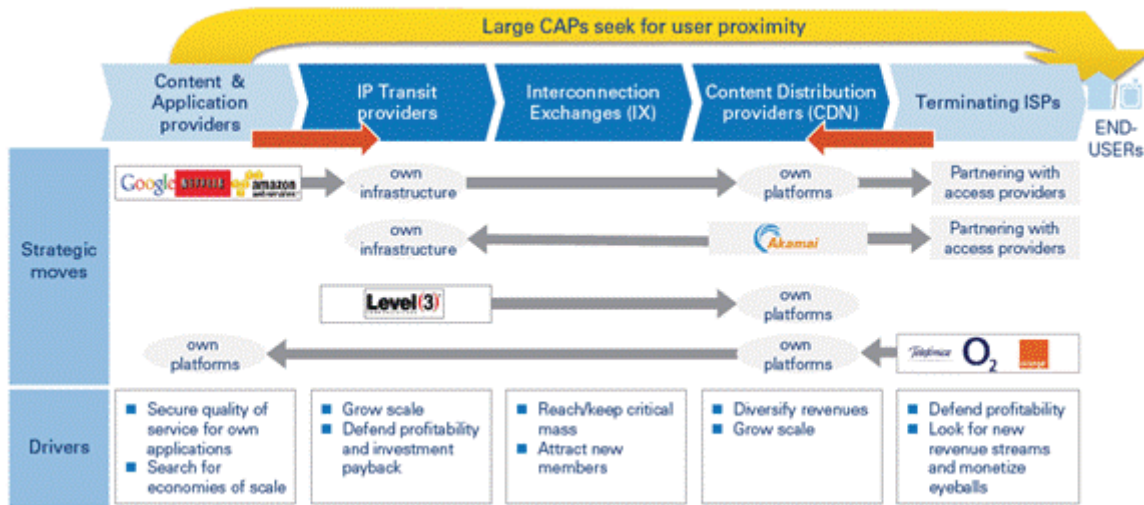 Large CAPs seek for user proximity
Content &
Application
providers
IP Transit
providers
Interconnection
Exchanges (IX)
Content Distribution
providers (CDN)
Terminating ISPs
END-
USERs
Strategic
moves
Google
NETFLIX
amazon
webservices
own
infrastructure
own
platforms
Partnering with
access providers
own
infrastructure
Akamai
Partnering with
access providers
Level(3)
own
platforms
own
platforms
own
platforms
Telefónica
O2
orange
Drivers
Secure quality of
service for own
applications
Search for
economies of scale
Grow scale
Defend profitability
and investment
payback
Reach/keep critical
mass
Attract new
members
Diversify revenues
Grow scale
Defend profitability
Look for new
revenue streams
and monetize
eyeballs